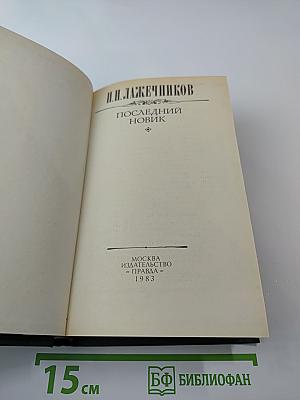 И.И. ЛАЖЕЧНИКОВ
ПОСЛЕДНИЙ
НОВИК
МОСКВА
ИЗДАТЕЛЬСТВО
«ПРАВДА»
1983
15 см
БФ БИБЛИОФАН